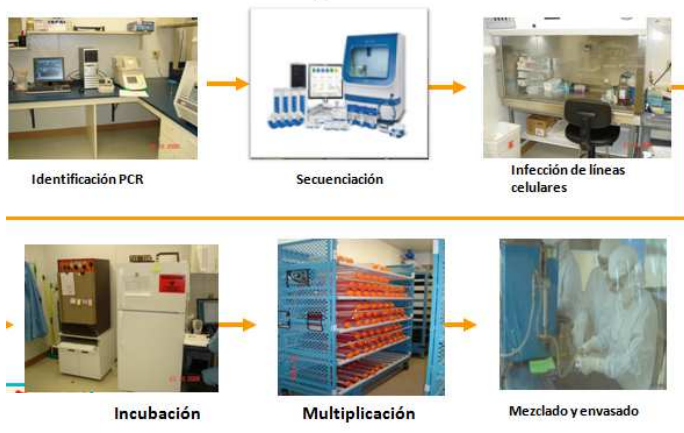 Identificación PCR
Secuenciación
Infección de líneas
celulares
Incubación
Multiplicación
Mezclado y envasado